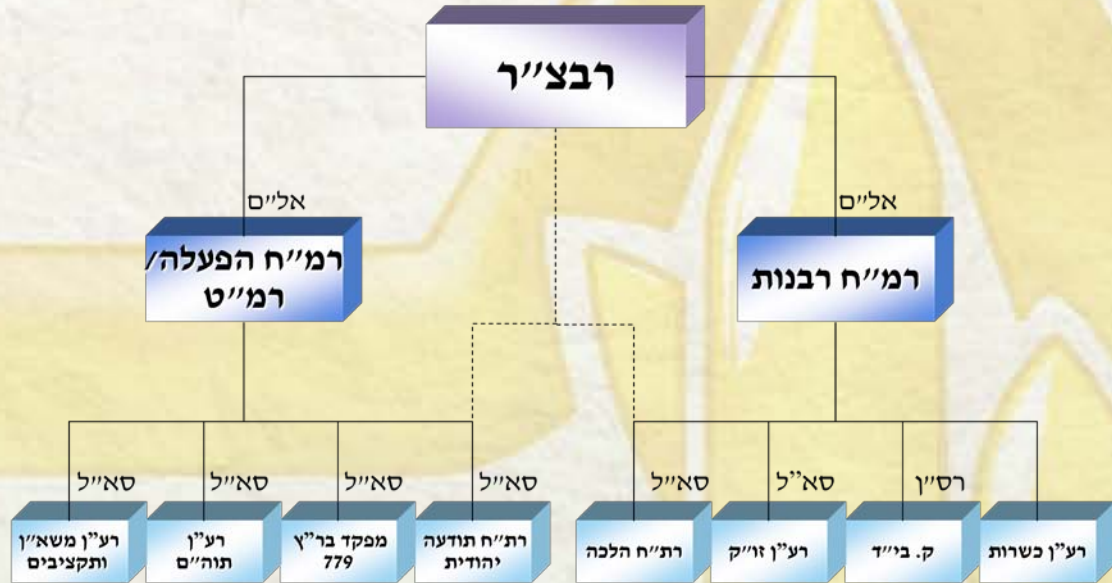 רבצ״ר
אל״ם
אל״ם
רמ״ח רבנות
רמ״ח הפעלה/
רמ״ט
רס״ן
סא״ל
סא״ל
סא״ל
סא״ל
סא״ל
סא״ל
רע״ן כשרות
ק. בי״ד
רע״ן זו״ק
רת״ח הלכה
רת״ח תודעה
יהודית
מפקד בר״ץ
779
רע״ן
תוה״ם
רע״ן משא״ן
ותקציבים